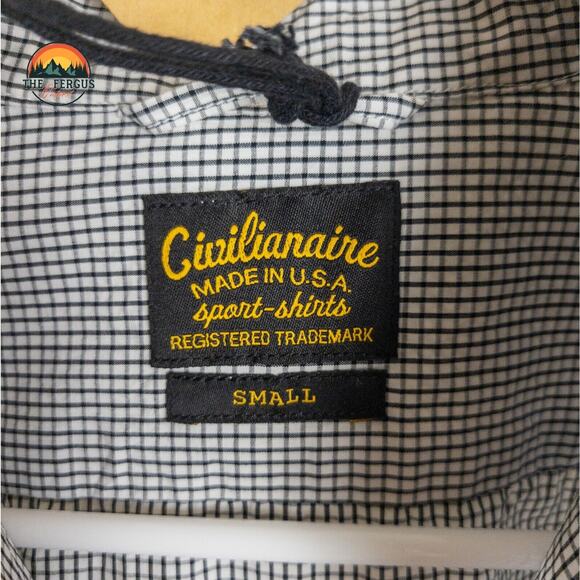 THE FERGUS
Civilianaire
MADE IN U.S.A.
sport-shirts
REGISTERED TRADEMARK
SMALL